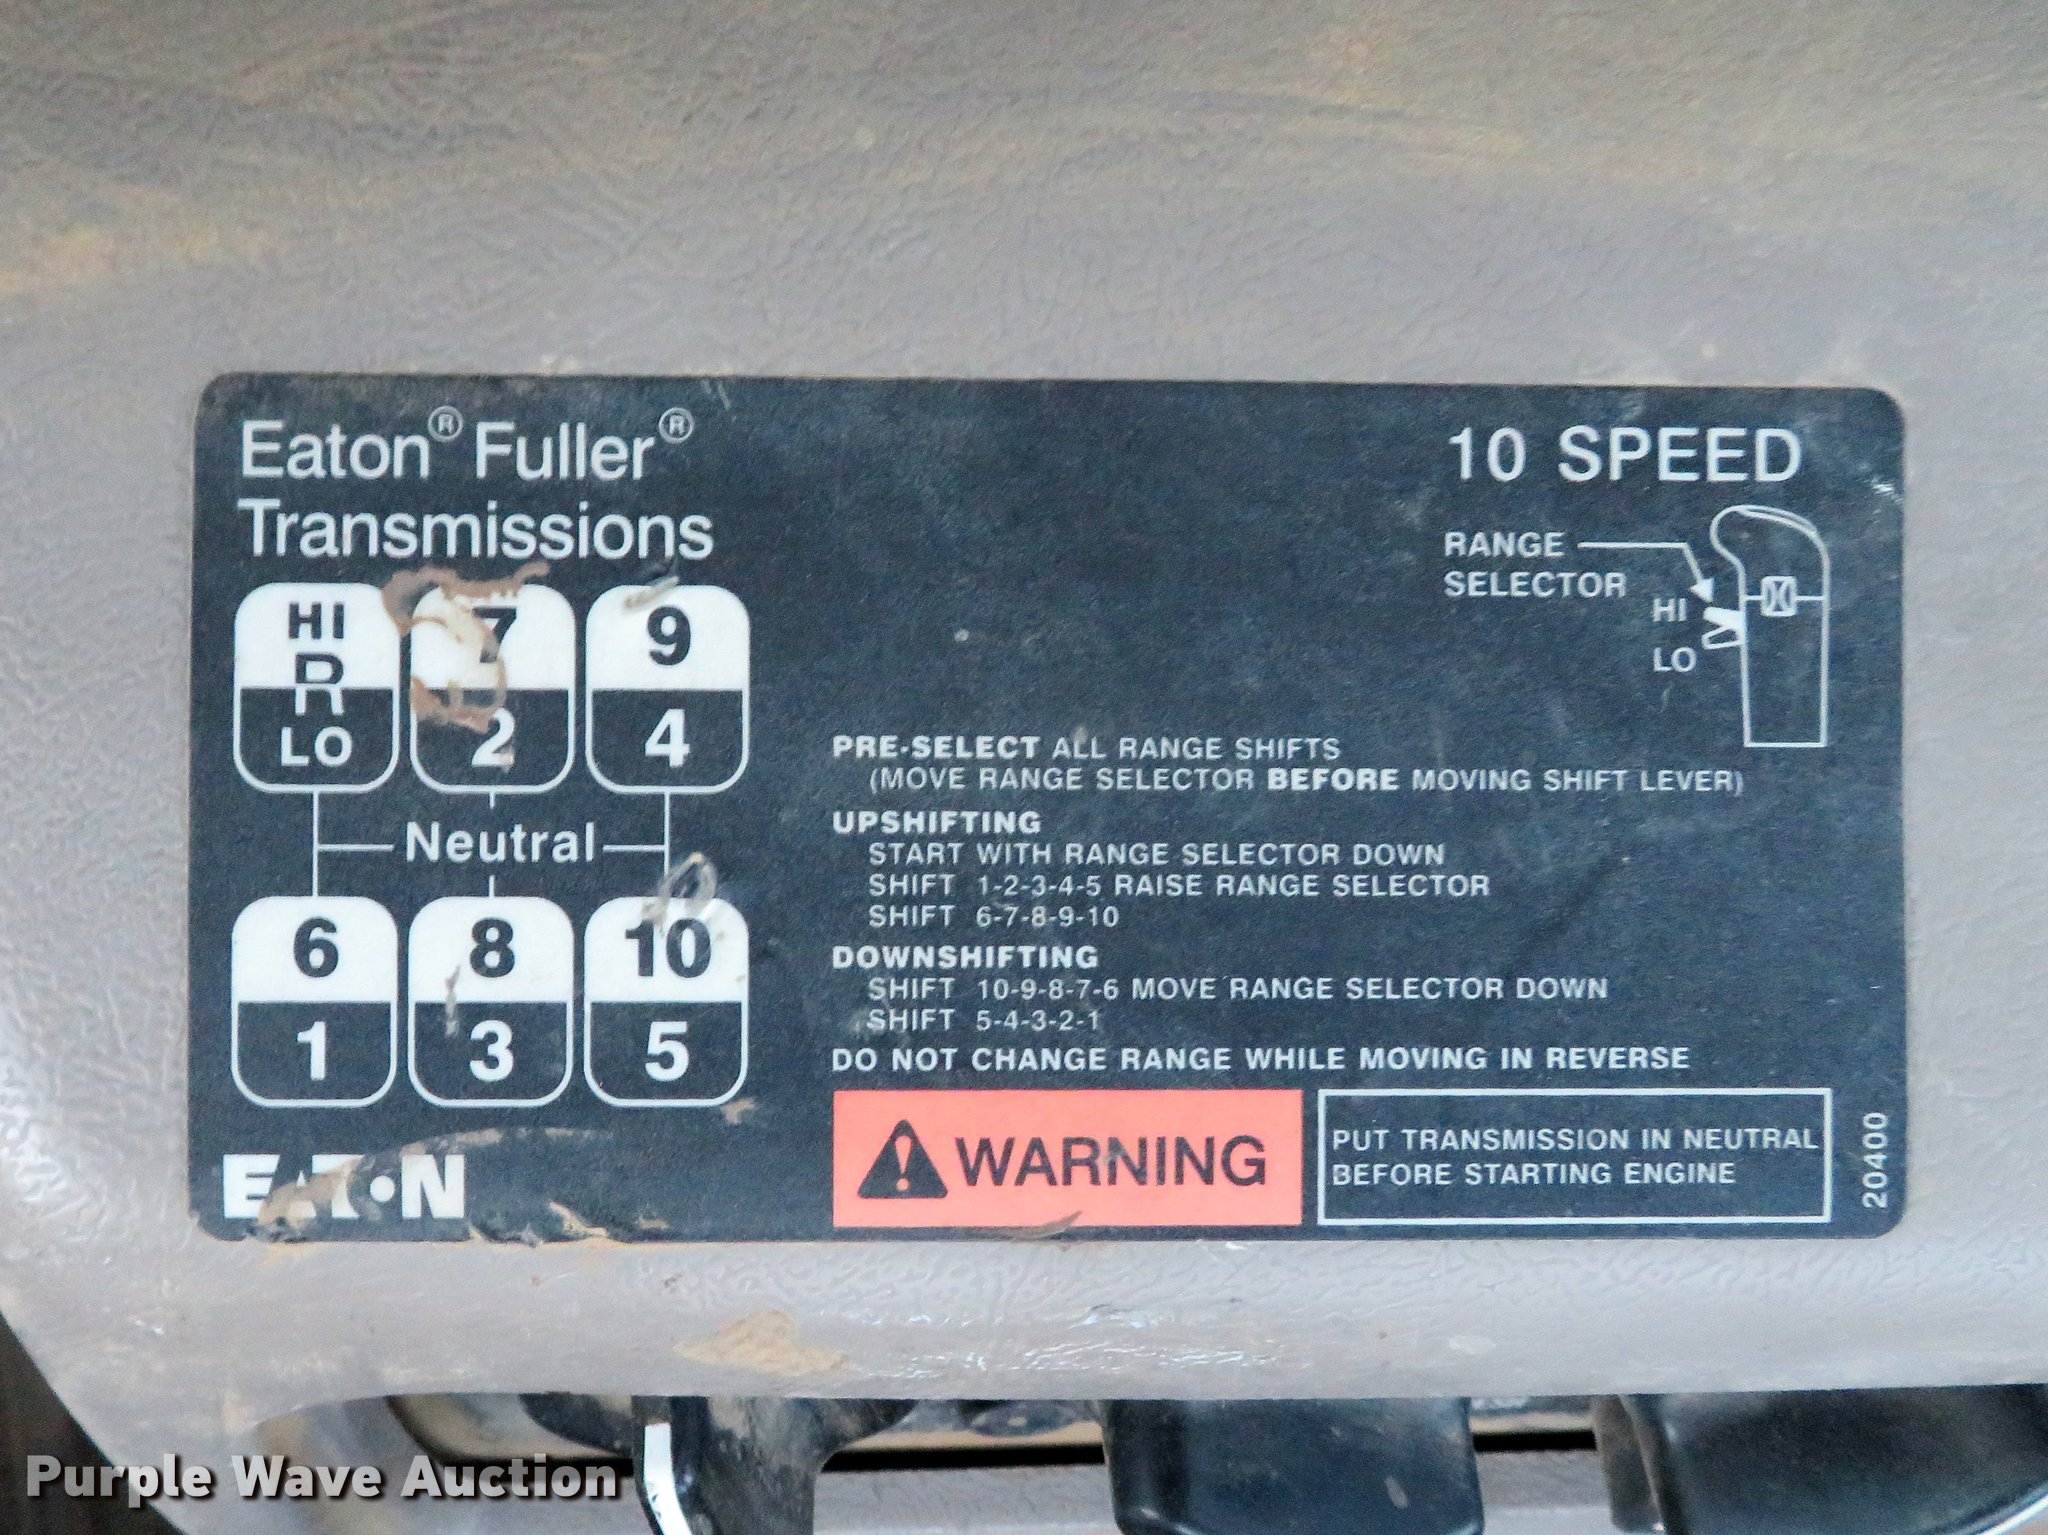 Eaton® Fuller®
Transmissions
10 SPEED
RANGE
SELECTOR
HI
LO
HI 7 9
R
LO 2 4
Neutral
6 8 10
1 3 5
PRE-SELECT ALL RANGE SHIFTS
(MOVE RANGE SELECTOR BEFORE MOVING SHIFT LEVER)
UPSHIFTING
START WITH RANGE SELECTOR DOWN
SHIFT 1-2-3-4-5 RAISE RANGE SELECTOR
SHIFT 6-7-8-9-10
DOWNSHIFTING
SHIFT 10-9-8-7-6 MOVE RANGE SELECTOR DOWN
SHIFT 5-4-3-2-1
DO NOT CHANGE RANGE WHILE MOVING IN REVERSE
WARNING
PUT TRANSMISSION IN NEUTRAL
BEFORE STARTING ENGINE
20400
EATON
Purple Wave Auction